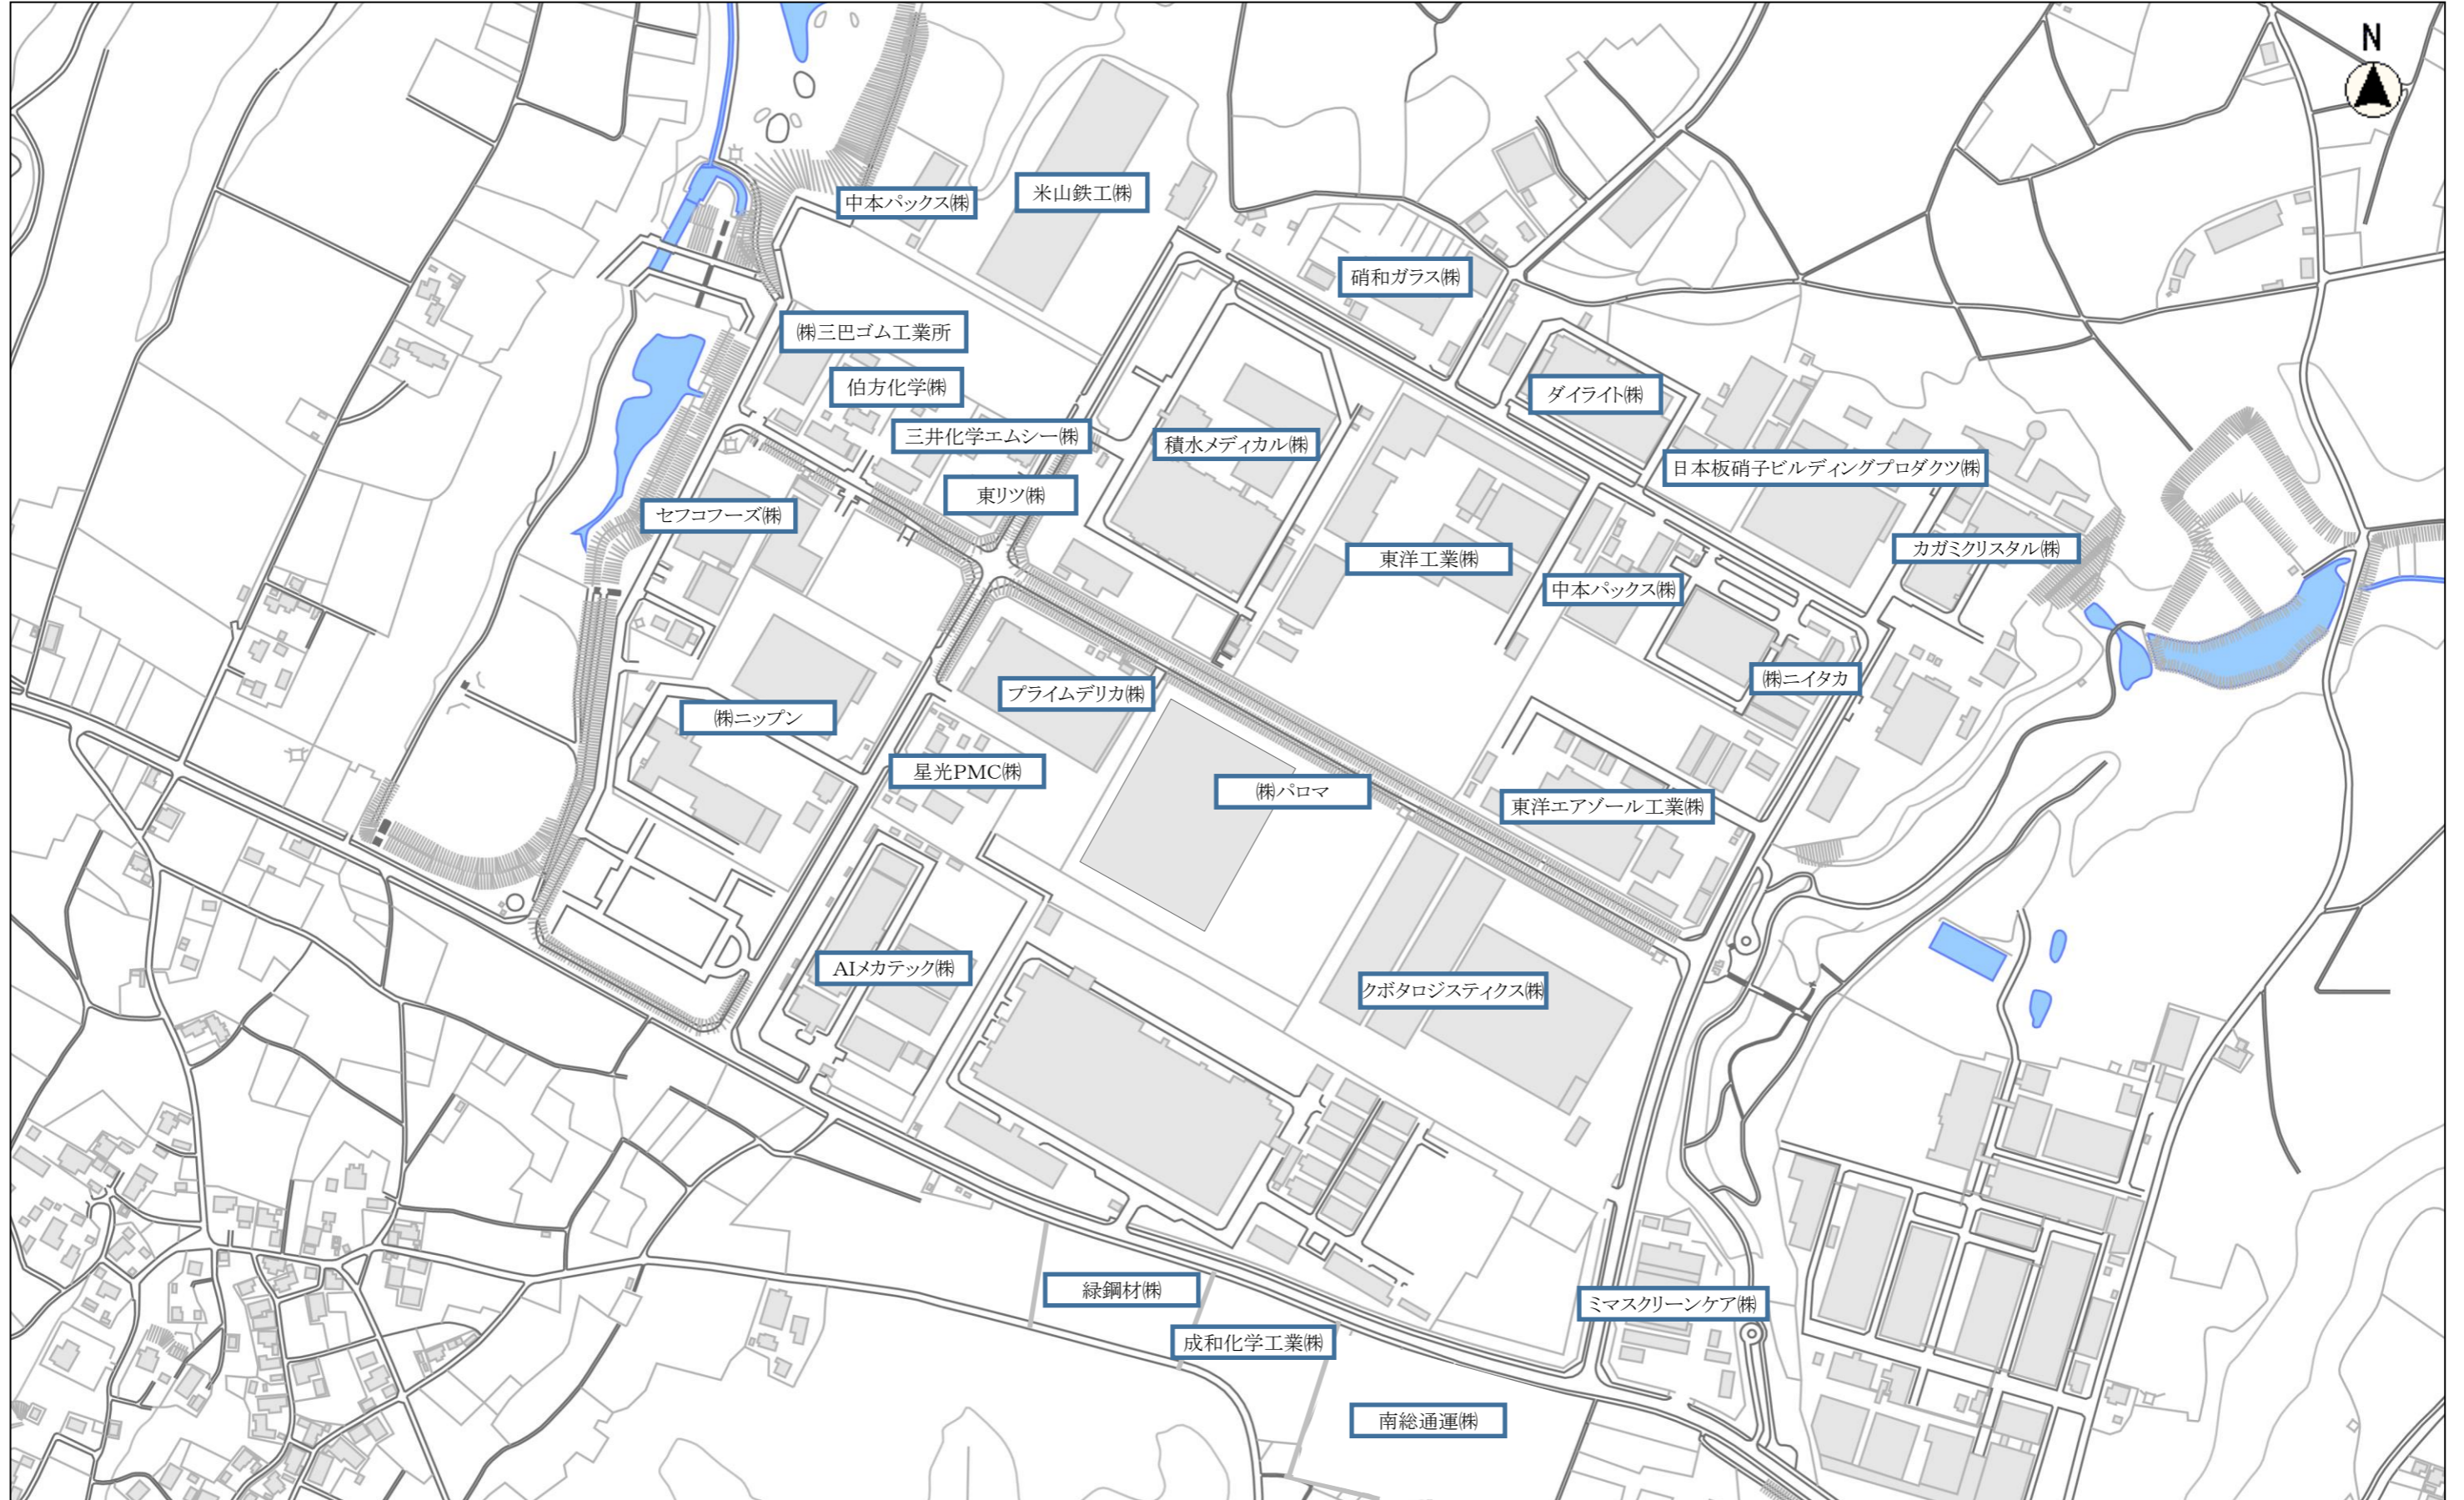 N
中本パックス㈱
米山鉄工㈱
硝和ガラス㈱
㈱三巴ゴム工業所
伯方化学㈱
ダイライト㈱
三井化学エムシー㈱
積水メディカル㈱
日本板硝子ビルディングプロダクツ㈱
東リツ㈱
セフコフーズ㈱
カガミクリスタル㈱
東洋工業㈱
中本パックス㈱
㈱ニイタカ
プライムデリカ㈱
㈱ニップン
星光PMC㈱
㈱パロマ
東洋エアゾール工業㈱
AIメカテック㈱
クボタロジスティクス㈱
緑鋼材㈱
ミマスクリーンケア㈱
成和化学工業㈱
南総通運㈱